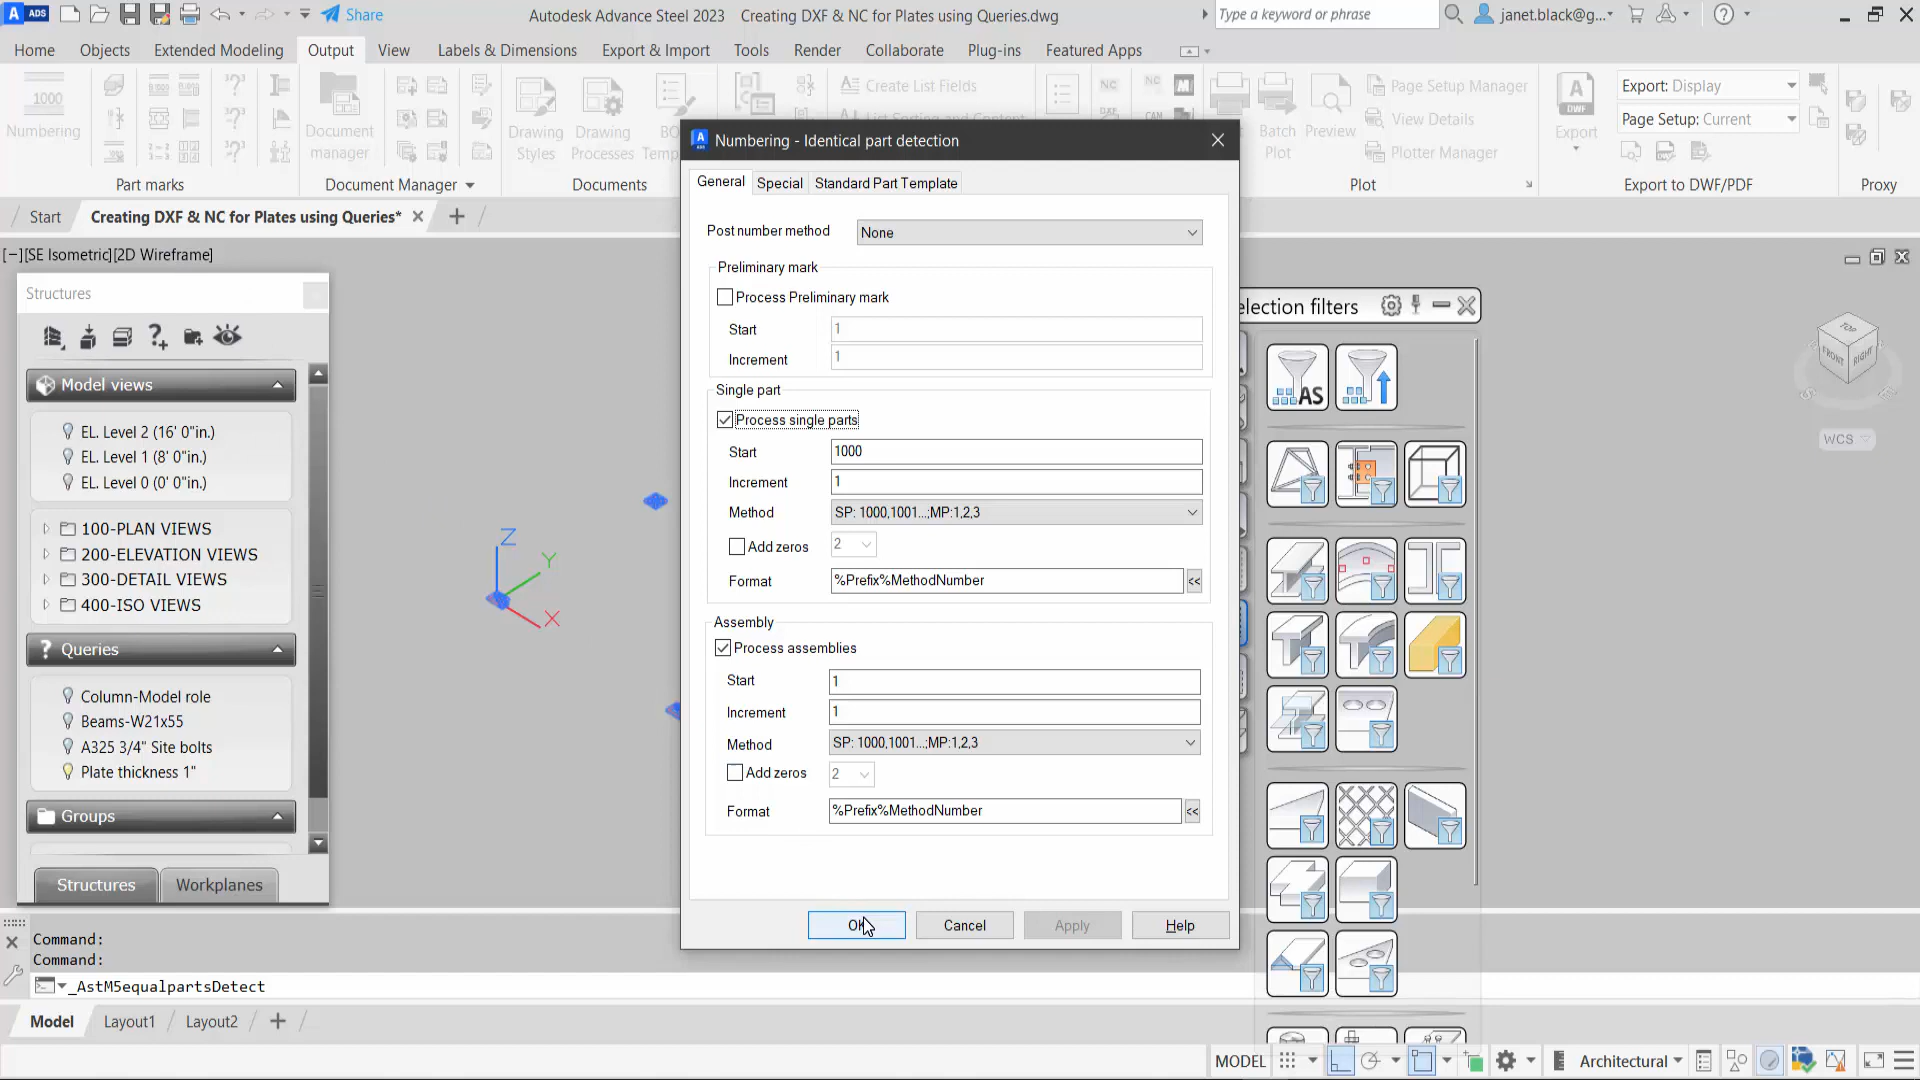 A ADS
Share
Autodesk Advance Steel 2023 Creating DXF & NC for Plates using Queries.dwg
Type a keyword or phrase
janet.black@g...
Home Objects Extended Modeling Output View Labels & Dimensions Export & Import Tools Render Collaborate Plug-ins Featured Apps
1000
Numbering
Document
manager
Drawing
Styles
Drawing
Processes
Create List Fields
NC
NC
Batch
Plot
Preview
Page Setup Manager
View Details
Plotter Manager
DWF
Export
Export: Display
Page Setup: Current
Part marks
Document Manager
Documents
Plot
Export to DWF/PDF
Proxy
Start
Creating DXF & NC for Plates using Queries*
[−][SE Isometric][2D Wireframe]
Structures
Model views
EL. Level 2 (16' 0"in.)
EL. Level 1 (8' 0"in.)
EL. Level 0 (0' 0"in.)
100-PLAN VIEWS
200-ELEVATION VIEWS
300-DETAIL VIEWS
400-ISO VIEWS
Queries
Column-Model role
Beams-W21x55
A325 3/4" Site bolts
Plate thickness 1"
Groups
Structures
Workplanes
Z
Y
X
Numbering - Identical part detection
General
Special
Standard Part Template
Post number method
None
Preliminary mark
Process Preliminary mark
Start
1
Increment
1
Single part
Process single parts
Start
1000
Increment
1
Method
SP: 1000,1001...;MP:1,2,3
Add zeros
2
Format
%Prefix%MethodNumber
<<
Assembly
Process assemblies
Start
1
Increment
1
Method
SP: 1000,1001...;MP:1,2,3
Add zeros
2
Format
%Prefix%MethodNumber
<<
OK
Cancel
Apply
Help
election filters
AS
TOP
FRONT
RIGHT
WCS
Command:
Command:
_AstM5equalpartsDetect
Model
Layout1
Layout2
MODEL
Architectural